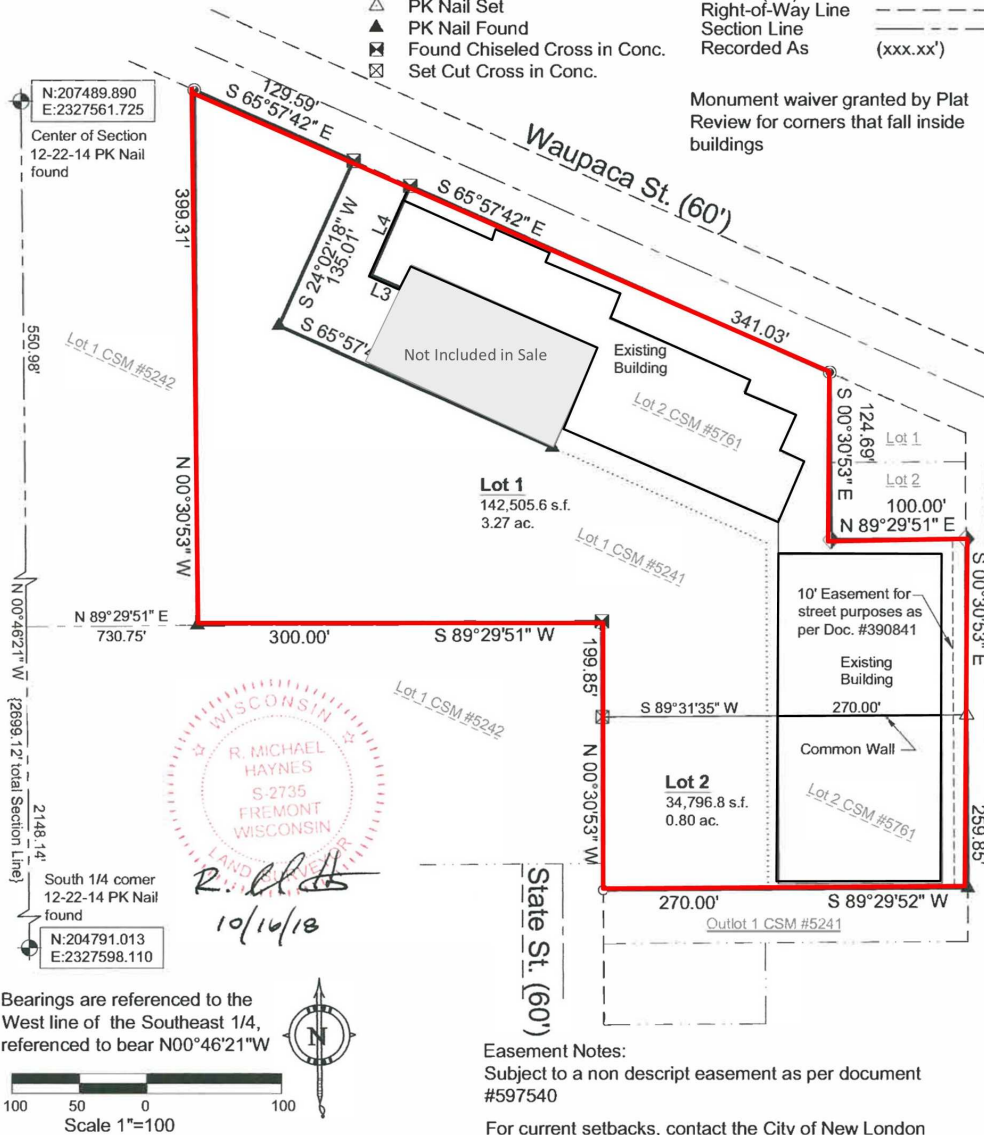 PK Nail Set
PK Nail Found
Found Chiseled Cross in Conc.
Set Cut Cross in Conc.
Right-of-Way Line
Section Line
Recorded As (xxx.xx')
Monument waiver granted by Plat
Review for corners that fall inside
buildings
N:207489.890
E:2327561.725
Center of Section
12-22-14 PK Nail
found
129.59'
S 65°57'42" E
Waupaca St. (60')
S 65°57'42" E
341.03'
399.31'
N 00°30'53" W
S 24°02'18" W
135.01'
L4
L3
S 65°57'
Not Included in Sale
Existing
Building
Lot 2 CSM #5761
Lot 1 CSM #5242
550.98'
S 00°30'53" E
124.69'
Lot 1
Lot 2
100.00'
N 89°29'51" E
Lot 1
142,505.6 s.f.
3.27 ac.
Lot 1 CSM #5241
10' Easement for
street purposes as
per Doc. #390841
S 00°30'53" E
259.85'
Existing
Building
N 89°29'51" E
730.75'
300.00'
S 89°29'51" W
199.85'
N 00°30'53" W
S 89°31'35" W
270.00'
Common Wall
Lot 1 CSM #5242
Lot 2
34,796.8 s.f.
0.80 ac.
Lot 2 CSM #5761
N 00°46'21" W {2699.12' total Section Line}
2148.14'
WISCONSIN
R. MICHAEL
HAYNES
S-2735
FREMONT
WISCONSIN
LAND SURVEYOR
10/16/18
South 1/4 corner
12-22-14 PK Nail
found
N:204791.013
E:2327598.110
270.00'
S 89°29'52" W
Outlot 1 CSM #5241
State St. (60')
Bearings are referenced to the
West line of the Southeast 1/4,
referenced to bear N00°46'21"W
N
100 50 0 100
Scale 1"=100
Easement Notes:
Subject to a non descript easement as per document
#597540
For current setbacks, contact the City of New London